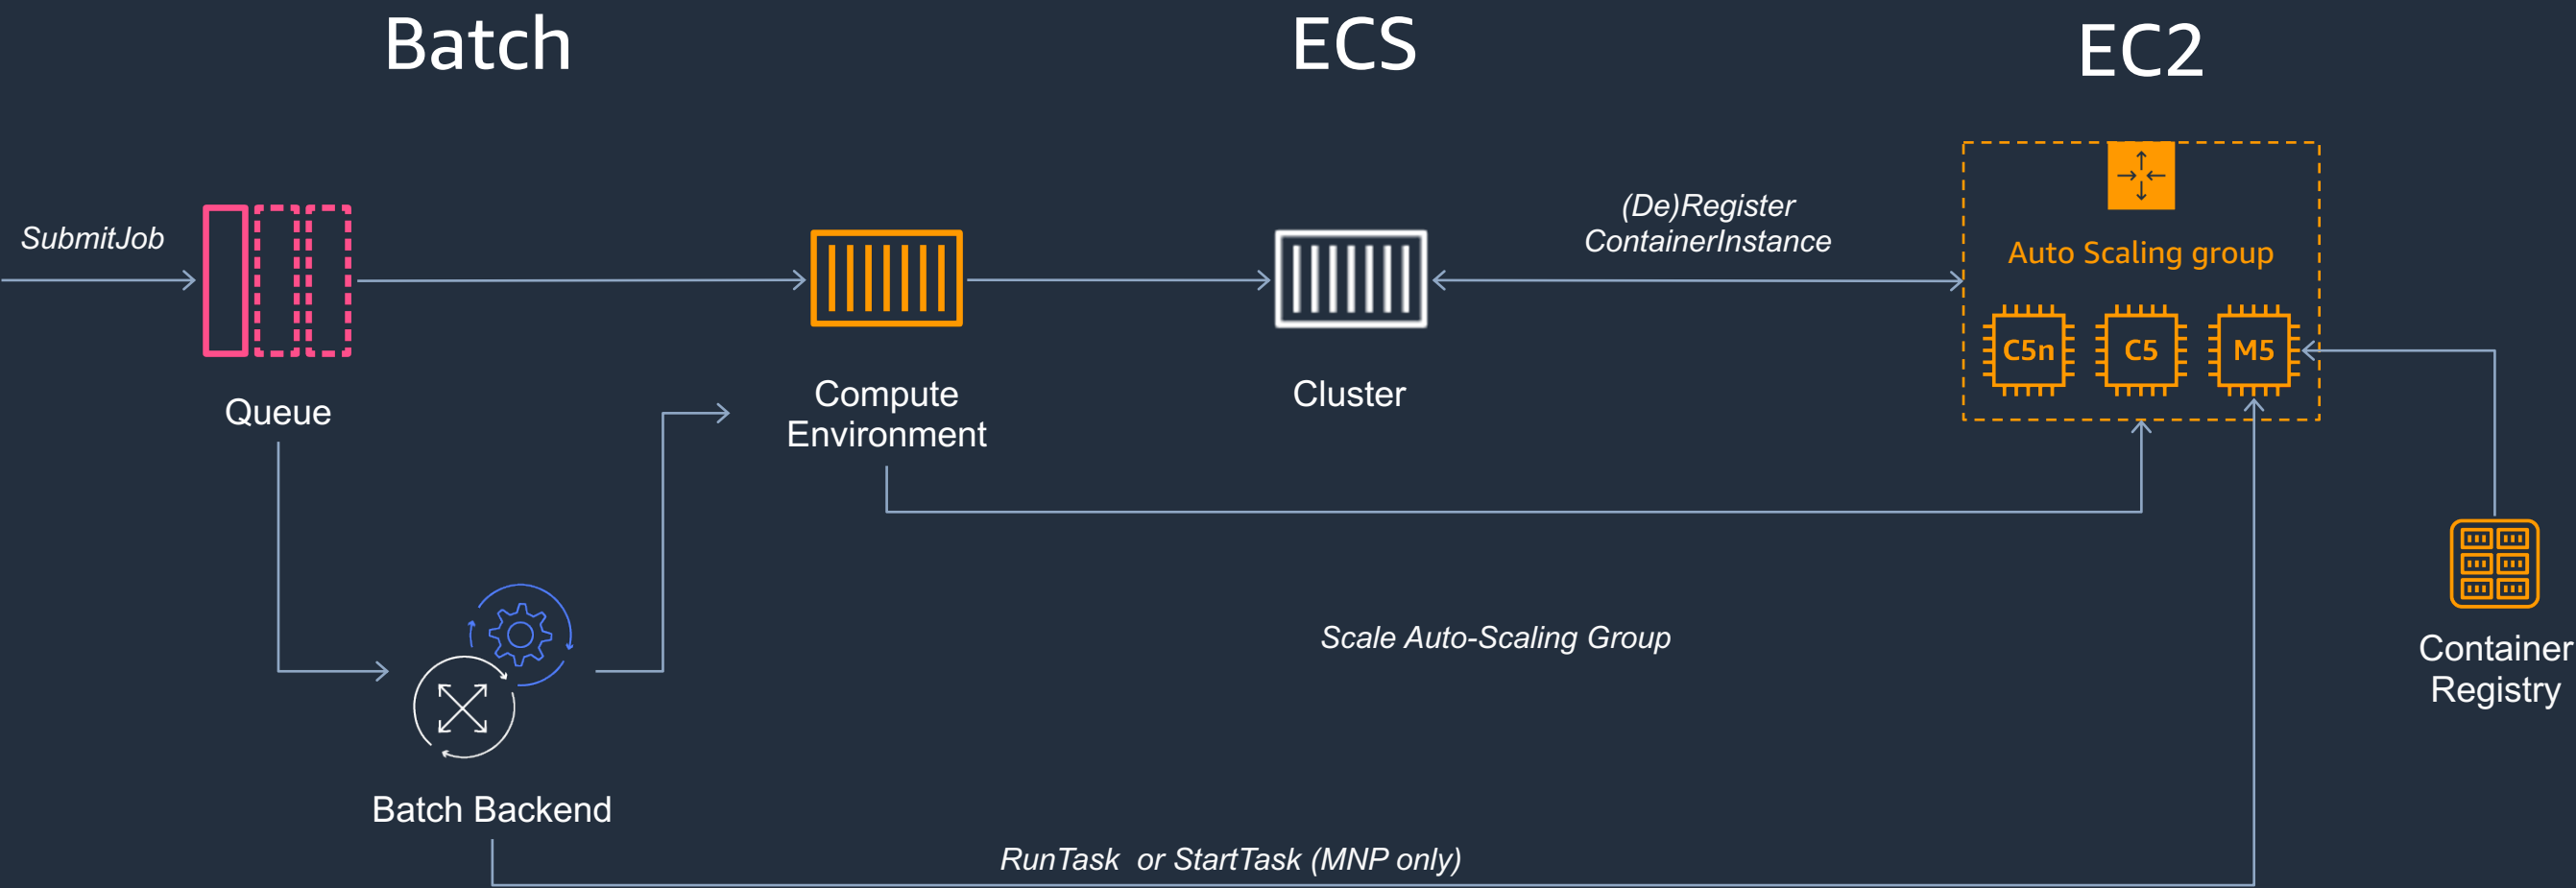 Batch
ECS
EC2
SubmitJob
(De)Register
ContainerInstance
Auto Scaling group
C5n
C5
M5
Queue
Compute
Environment
Cluster
Scale Auto-Scaling Group
Container
Registry
Batch Backend
RunTask or StartTask (MNP only)